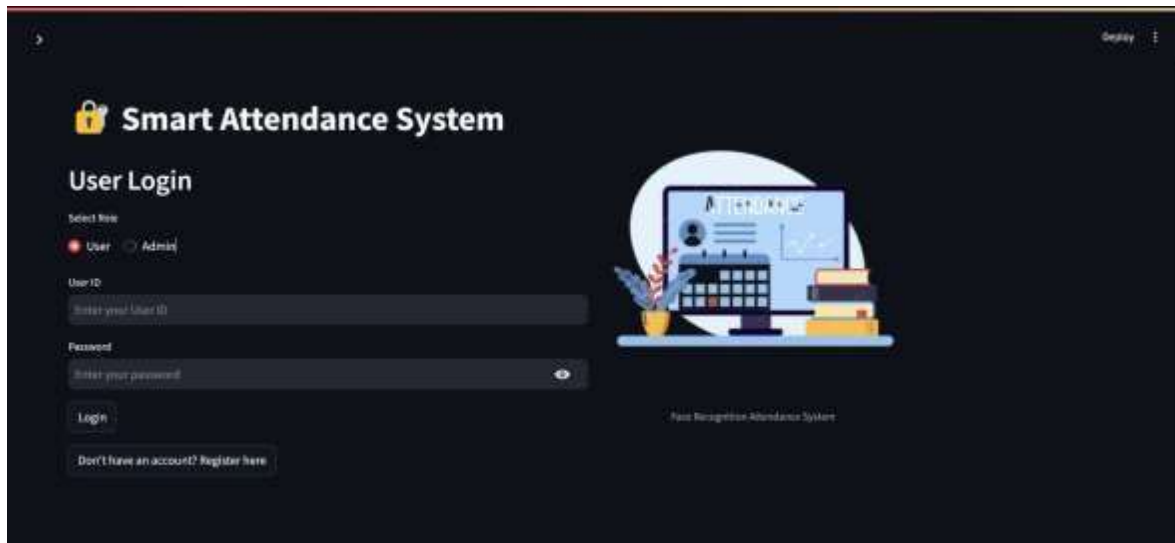 Deploy
Smart Attendance System
User Login
Select Role
User Admin
User ID
Enter your User ID
Password
Enter your password
Login
Don't have an account? Register here
ATTENDANCE
Face Recognition Attendance System